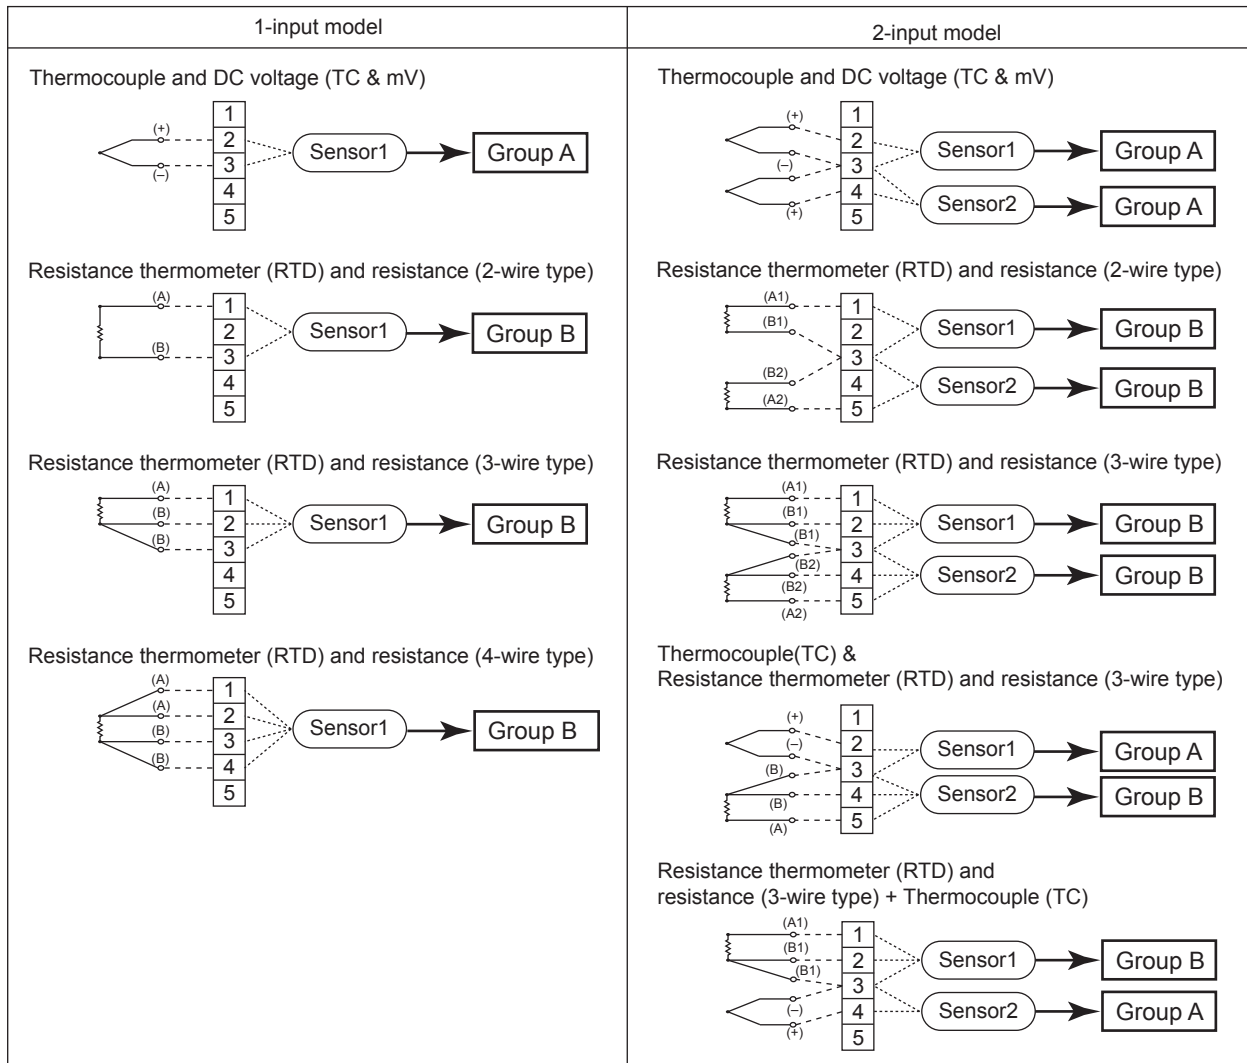 1-input model
Thermocouple and DC voltage (TC & mV)
(+)
(–)
1
2
3
4
5
Sensor1
Group A
Resistance thermometer (RTD) and resistance (2-wire type)
(A)
(B)
1
2
3
4
5
Sensor1
Group B
Resistance thermometer (RTD) and resistance (3-wire type)
(A)
(B)
(B)
1
2
3
4
5
Sensor1
Group B
Resistance thermometer (RTD) and resistance (4-wire type)
(A)
(A)
(B)
(B)
1
2
3
4
5
Sensor1
Group B
2-input model
Thermocouple and DC voltage (TC & mV)
(+)
(–)
(+)
1
2
3
4
5
Sensor1
Group A
Sensor2
Group A
Resistance thermometer (RTD) and resistance (2-wire type)
(A1)
(B1)
(B2)
(A2)
1
2
3
4
5
Sensor1
Group B
Sensor2
Group B
Resistance thermometer (RTD) and resistance (3-wire type)
(A1)
(B1)
(B1)
(B2)
(B2)
(A2)
1
2
3
4
5
Sensor1
Group B
Sensor2
Group B
Thermocouple(TC) &
Resistance thermometer (RTD) and resistance (3-wire type)
(+)
(–)
(B)
(B)
(A)
1
2
3
4
5
Sensor1
Group A
Sensor2
Group B
Resistance thermometer (RTD) and
resistance (3-wire type) + Thermocouple (TC)
(A1)
(B1)
(B1)
(–)
(+)
1
2
3
4
5
Sensor1
Group B
Sensor2
Group A